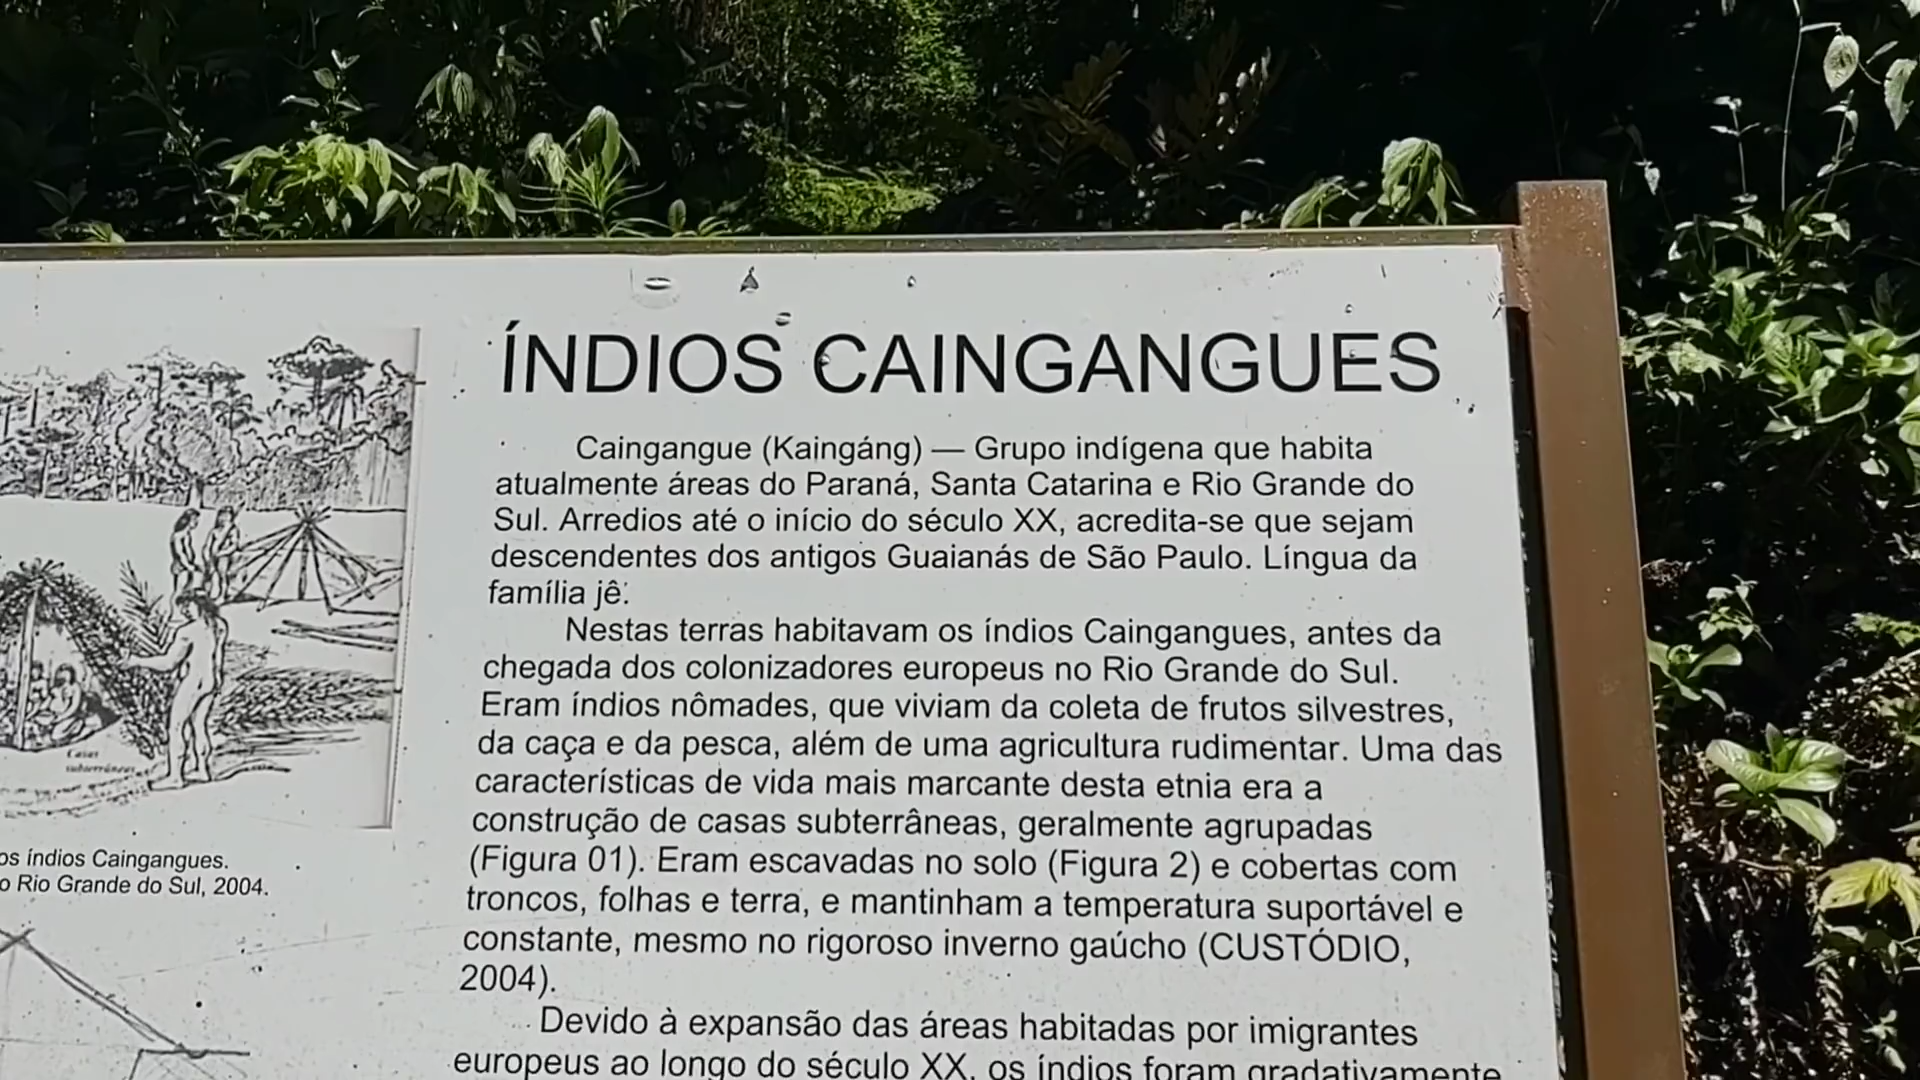 ÍNDIOS CAINGANGUES
Caingangue (Kaingáng) — Grupo indígena que habita
atualmente áreas do Paraná, Santa Catarina e Rio Grande do
Sul. Arredios até o início do século XX, acredita-se que sejam
descendentes dos antigos Guaianás de São Paulo. Língua da
família jê.
Nestas terras habitavam os índios Caingangues, antes da
chegada dos colonizadores europeus no Rio Grande do Sul.
Eram índios nômades, que viviam da coleta de frutos silvestres,
da caça e da pesca, além de uma agricultura rudimentar. Uma das
características de vida mais marcante desta etnia era a
construção de casas subterrâneas, geralmente agrupadas
(Figura 01). Eram escavadas no solo (Figura 2) e cobertas com
troncos, folhas e terra, e mantinham a temperatura suportável e
constante, mesmo no rigoroso inverno gaúcho (CUSTÓDIO,
2004).
Devido à expansão das áreas habitadas por imigrantes
europeus ao longo do século XX, os índios foram gradativamente
Casas
subterrâneas
os índios Caingangues.
o Rio Grande do Sul, 2004.